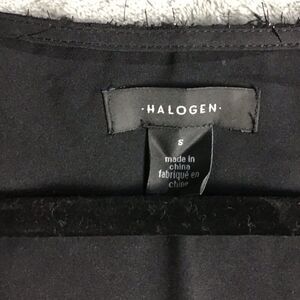 ·HALOGEN·
S
made in
china
fabriqué en
chine